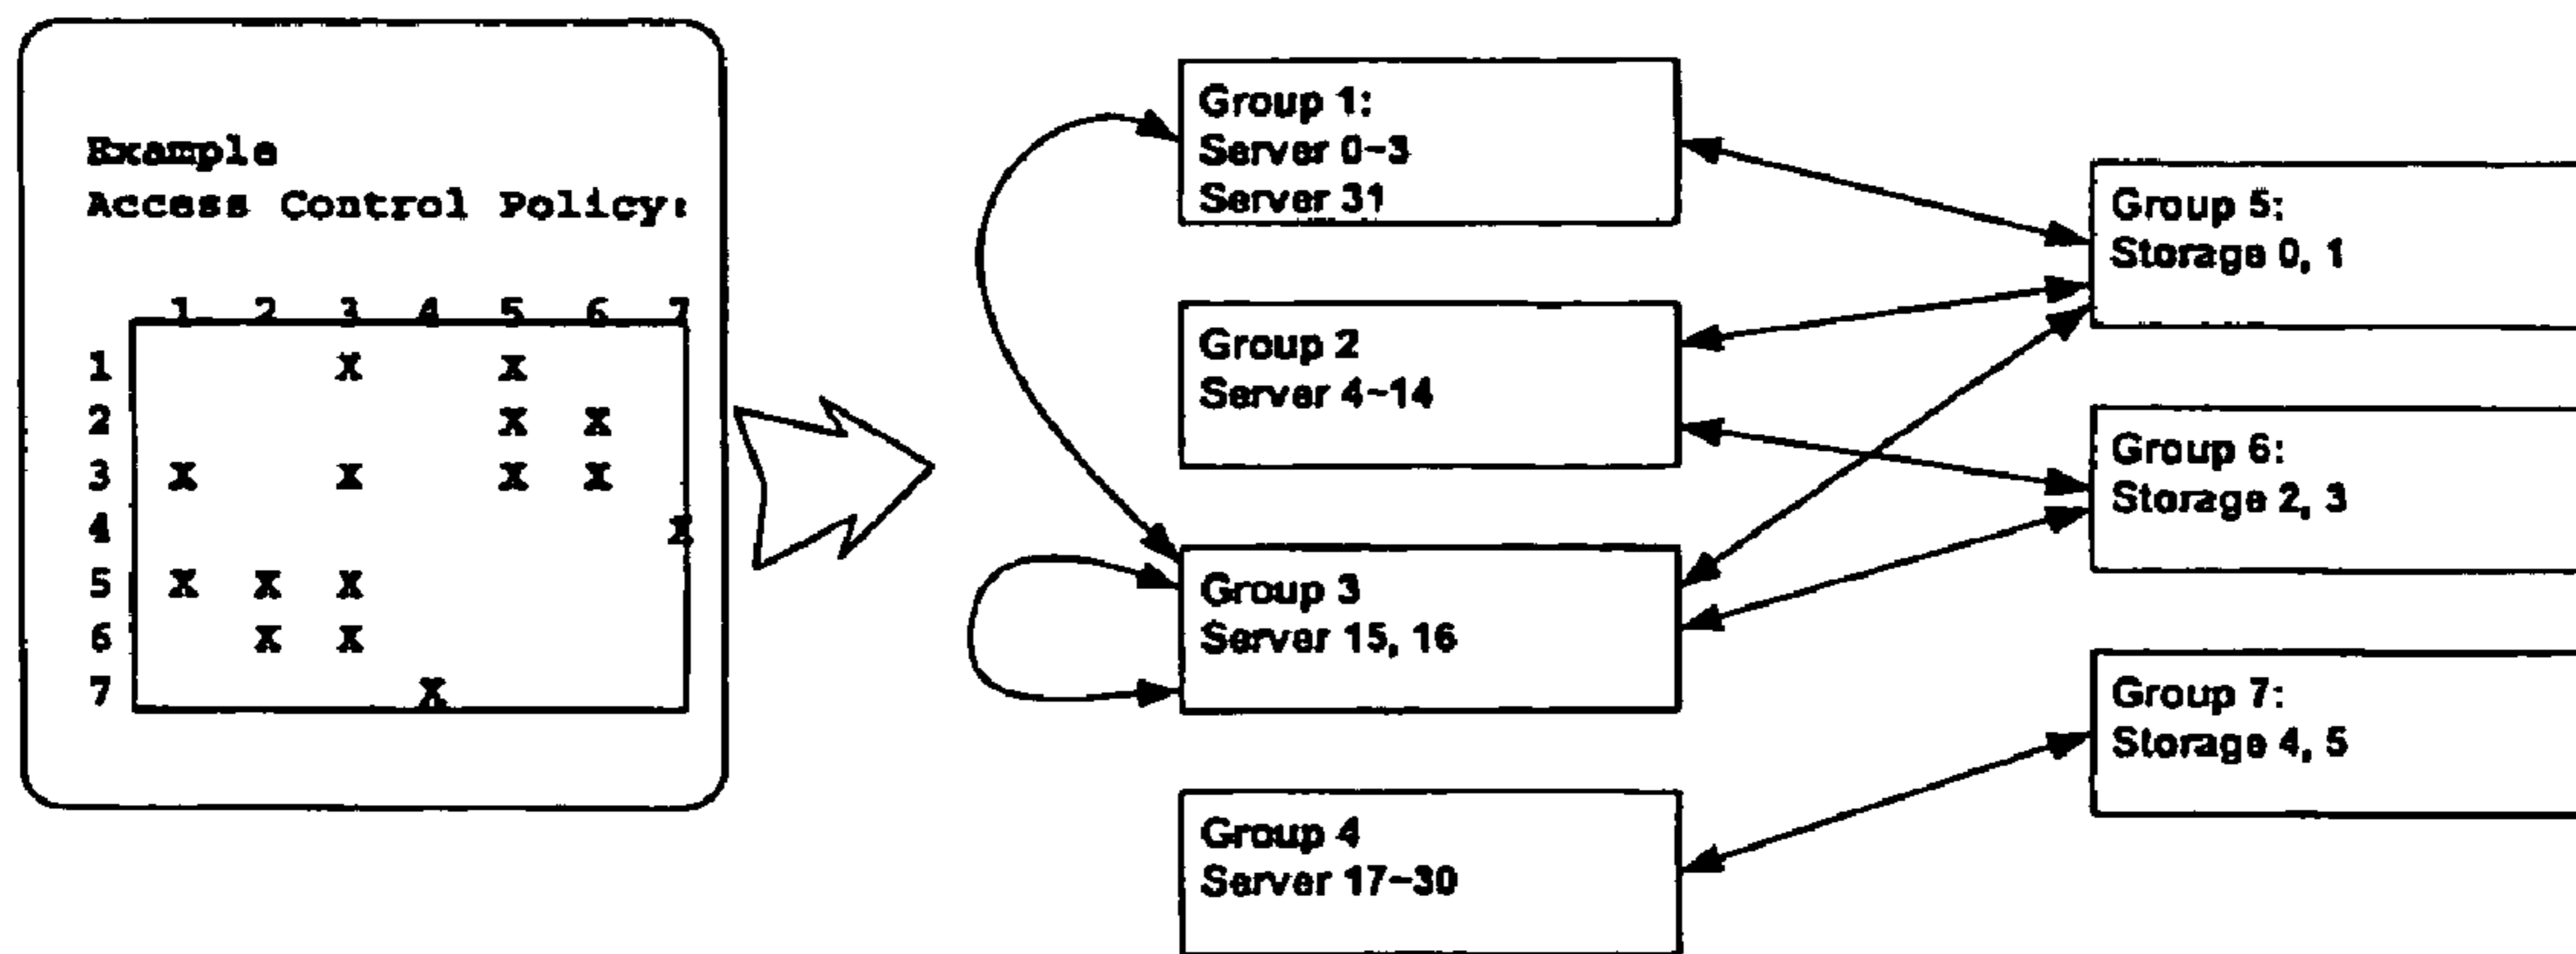 Example
Access Control Policy:
1 2 3 4 5 6 7
1 X X
2 X X
3 X X X X
4 X
5 X X X
6 X X
7 X
Group 1:
Server 0~3
Server 31
Group 2
Server 4~14
Group 3
Server 15, 16
Group 4
Server 17~30
Group 5:
Storage 0, 1
Group 6:
Storage 2, 3
Group 7:
Storage 4, 5